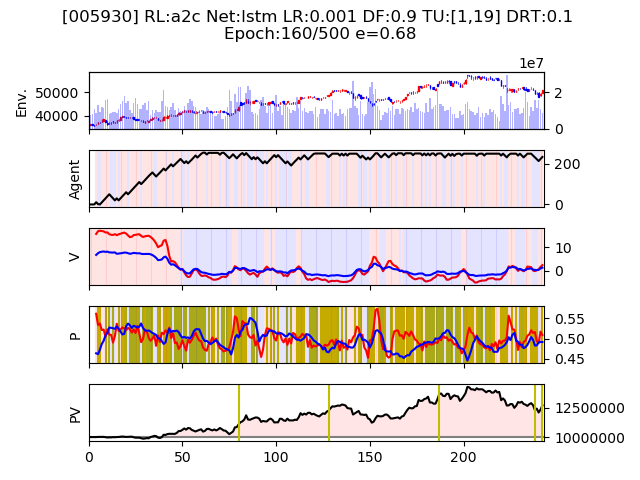 [005930] RL:a2c Net:lstm LR:0.001 DF:0.9 TU:[1,19] DRT:0.1
Epoch:160/500 e=0.68
1e7
Env.
50000
40000
2
0
Agent
200
0
V
10
0
P
0.55
0.50
0.45
PV
12500000
10000000
0 50 100 150 200